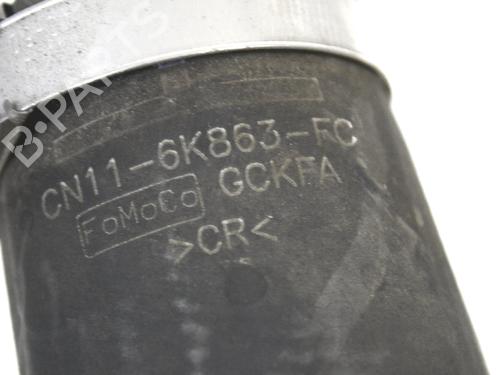 CN11-6K863-FC
FoMoCo GCKFA
>CR<
B-PARTS